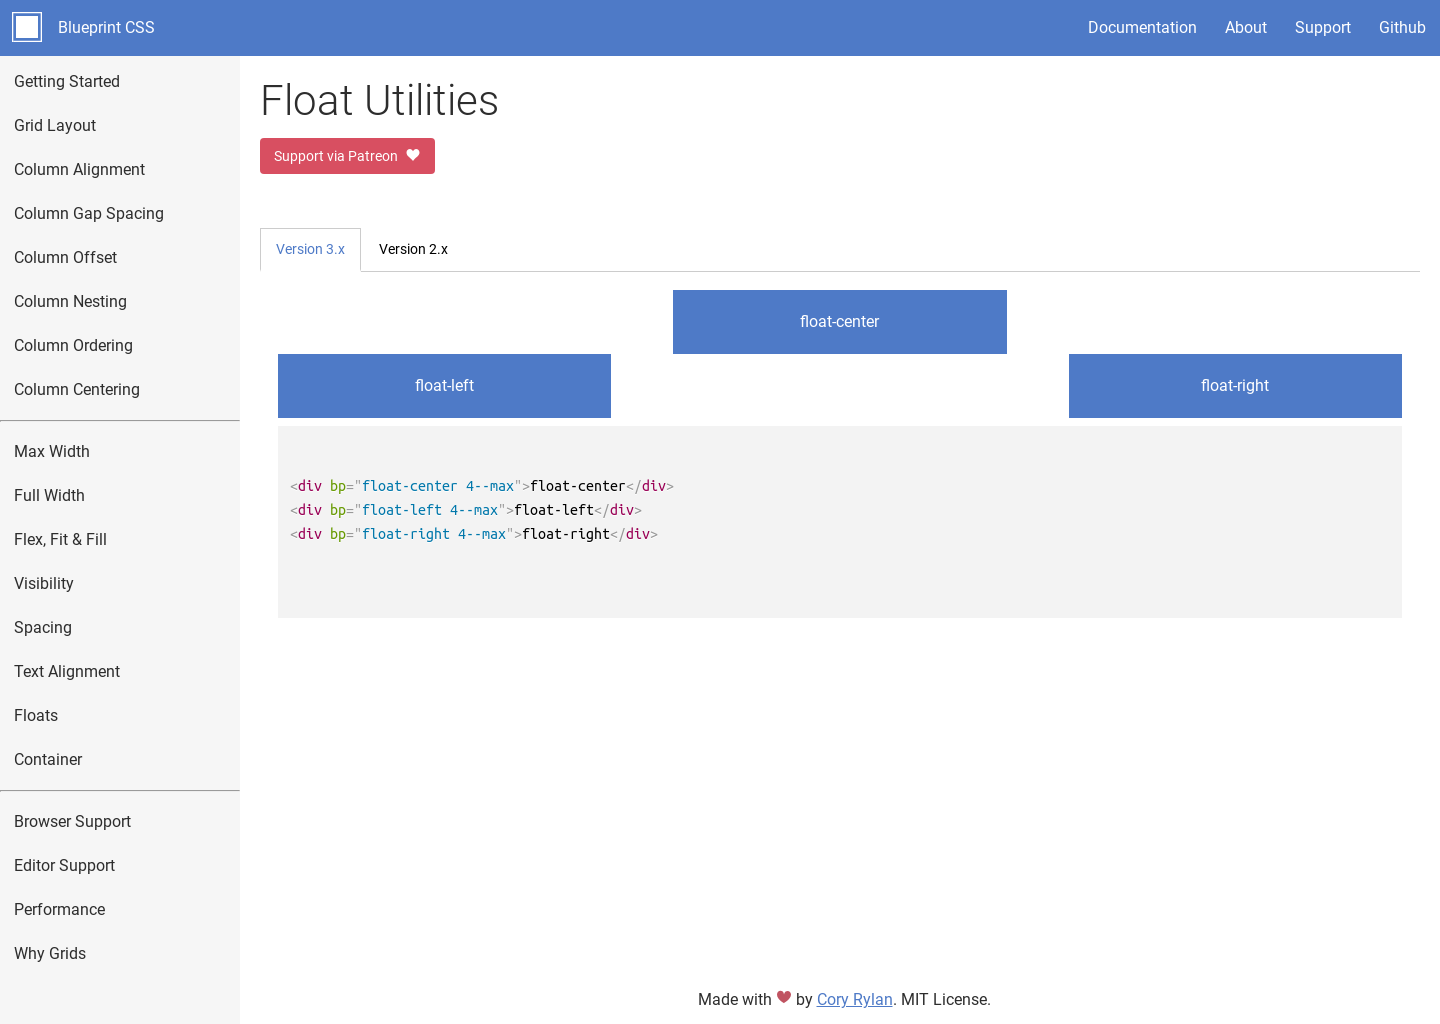 Blueprint CSS
Documentation
About
Support
Github
Getting Started
Grid Layout
Column Alignment
Column Gap Spacing
Column Offset
Column Nesting
Column Ordering
Column Centering
Max Width
Full Width
Flex, Fit & Fill
Visibility
Spacing
Text Alignment
Floats
Container
Browser Support
Editor Support
Performance
Why Grids
Float Utilities
Support via Patreon
Version 3.x
Version 2.x
float-center
float-left
float-right
<div bp="float-center 4--max">float-center</div>
<div bp="float-left 4--max">float-left</div>
<div bp="float-right 4--max">float-right</div>
Made with ♥ by Cory Rylan. MIT License.